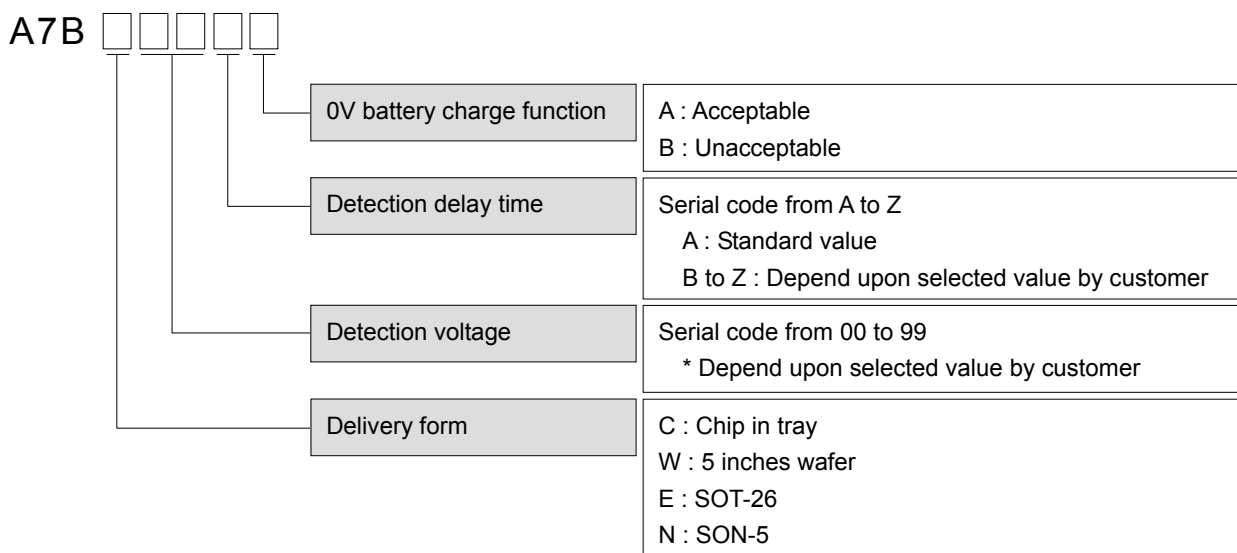 A7B
0V battery charge function
A : Acceptable
B : Unacceptable
Detection delay time
Serial code from A to Z
A : Standard value
B to Z : Depend upon selected value by customer
Detection voltage
Serial code from 00 to 99
* Depend upon selected value by customer
Delivery form
C : Chip in tray
W : 5 inches wafer
E : SOT-26
N : SON-5